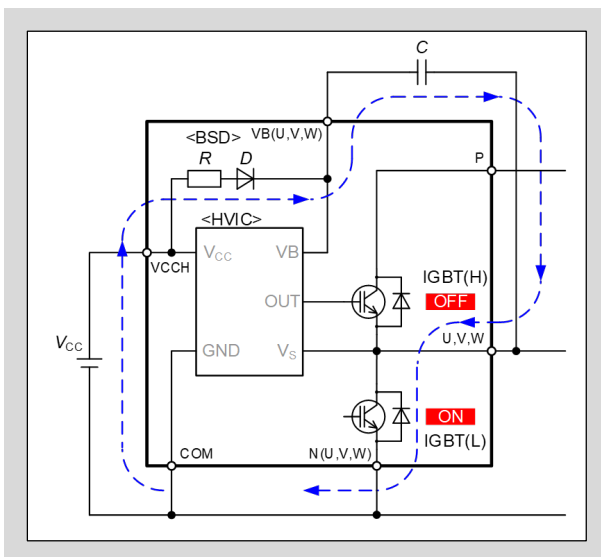 C
<BSD>
VB(U,V,W)
R
D
P
<HVIC>
VCC
VB
VCCH
IGBT(H)
OUT
OFF
VCC
U,V,W
GND
VS
ON
IGBT(L)
COM
N(U,V,W)